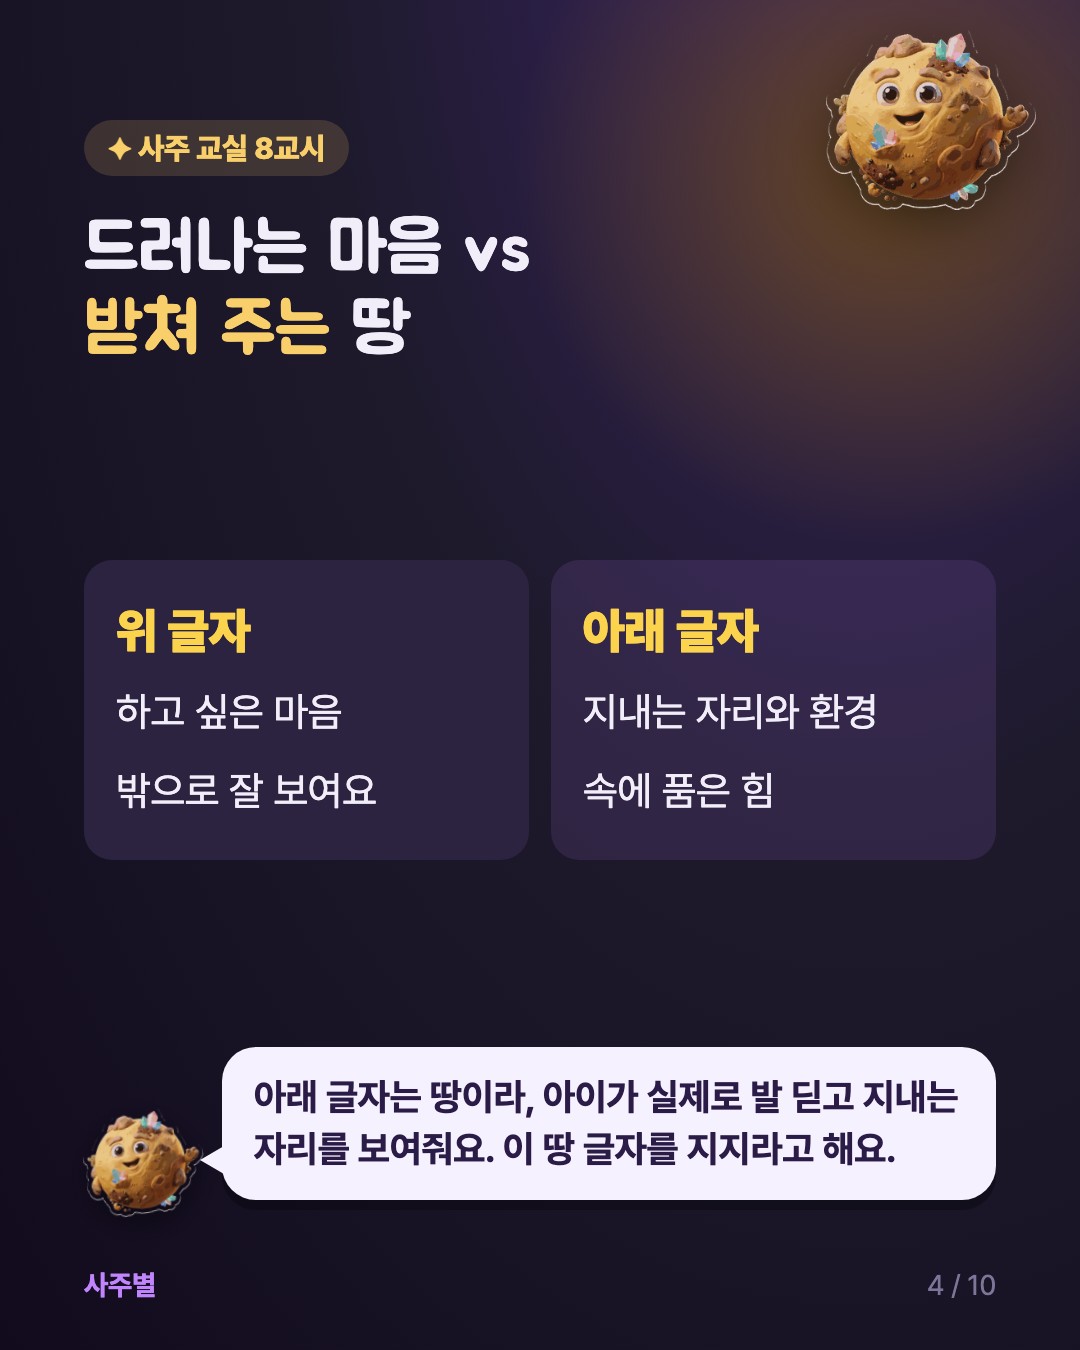 ✦ 사주 교실 8교시
드러나는 마음 vs
받쳐 주는 땅
위 글자
하고 싶은 마음
밖으로 잘 보여요
아래 글자
지내는 자리와 환경
속에 품은 힘
아래 글자는 땅이라, 아이가 실제로 발 딛고 지내는
자리를 보여줘요. 이 땅 글자를 지지라고 해요.
사주별
4 / 10